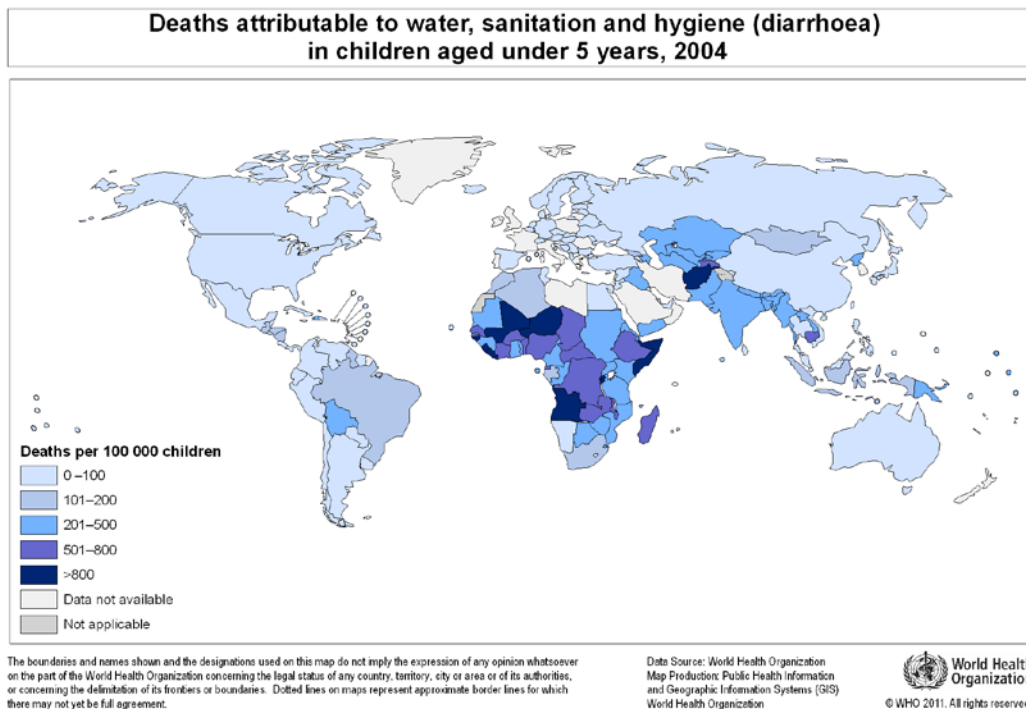 Deaths attributable to water, sanitation and hygiene (diarrhoea)
in children aged under 5 years, 2004
Deaths per 100 000 children
0 –100
101–200
201–500
501–800
>800
Data not available
Not applicable
The boundaries and names shown and the designations used on this map do not imply the expression of any opinion whatsoever
on the part of the World Health Organization concerning the legal status of any country, territory, city or area or of its authorities,
or concerning the delimitation of its frontiers or boundaries. Dotted lines on maps represent approximate border lines for which
there may not yet be full agreement.
Data Source: World Health Organization
Map Production: Public Health Information
and Geographic Information Systems (GIS)
World Health Organization
World Health
Organization
© WHO 2011. All rights reserved